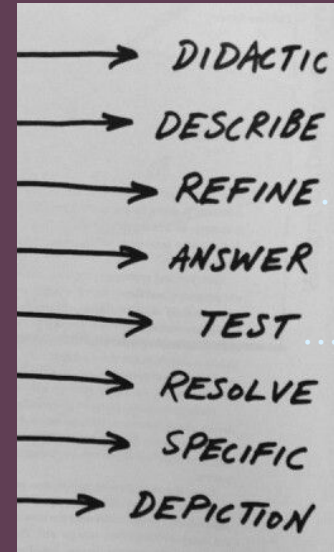 DIDACTIC
DESCRIBE
REFINE
ANSWER
TEST
RESOLVE
SPECIFIC
DEPICTION